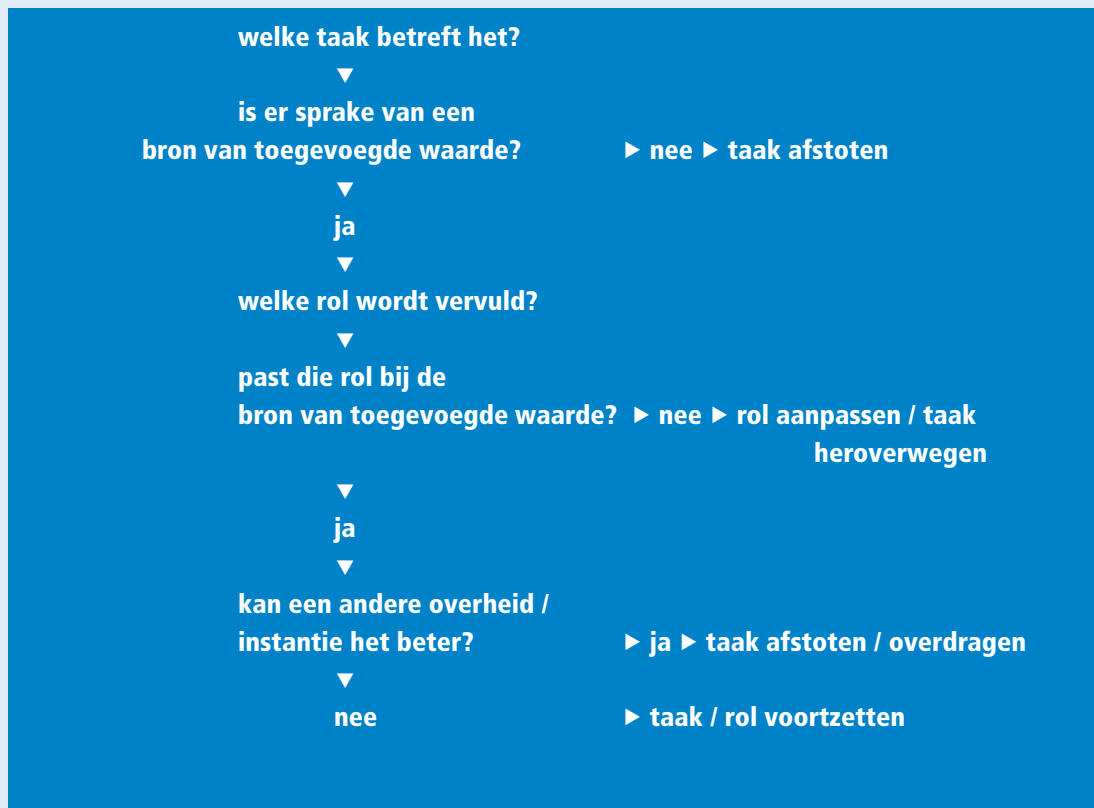 welke taak betreft het?
▼
is er sprake van een
bron van toegevoegde waarde? ▶ nee ▶ taak afstoten
▼
ja
▼
welke rol wordt vervuld?
▼
past die rol bij de
bron van toegevoegde waarde? ▶ nee ▶ rol aanpassen / taak
heroverwegen
▼
ja
▼
kan een andere overheid /
instantie het beter? ▶ ja ▶ taak afstoten / overdragen
▼
nee ▶ taak / rol voortzetten